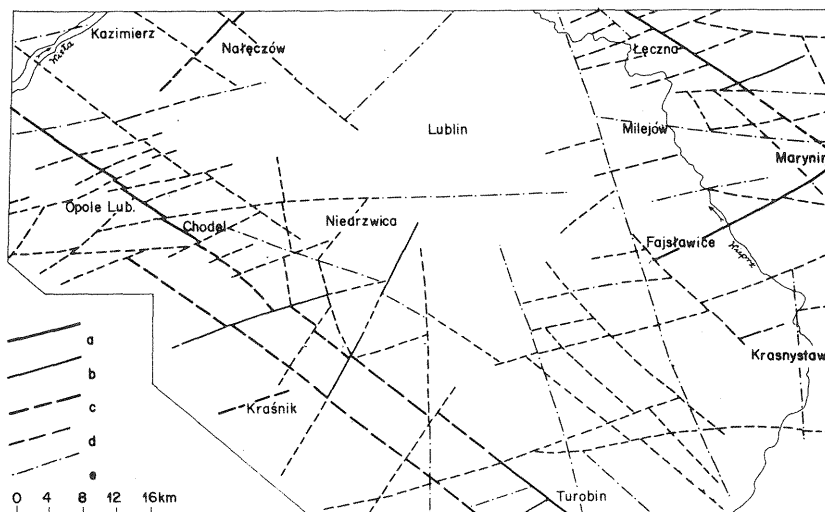 Kazimierz
Wisła
Nałęczów
Łęczna
Lublin
Milejów
Marynin
Opole Lub.
Chodel
Niedrzwica
Fajsławice
Wieprz
Krasnystaw
Kraśnik
Turobin
a
b
c
d
e
0 4 8 12 16km